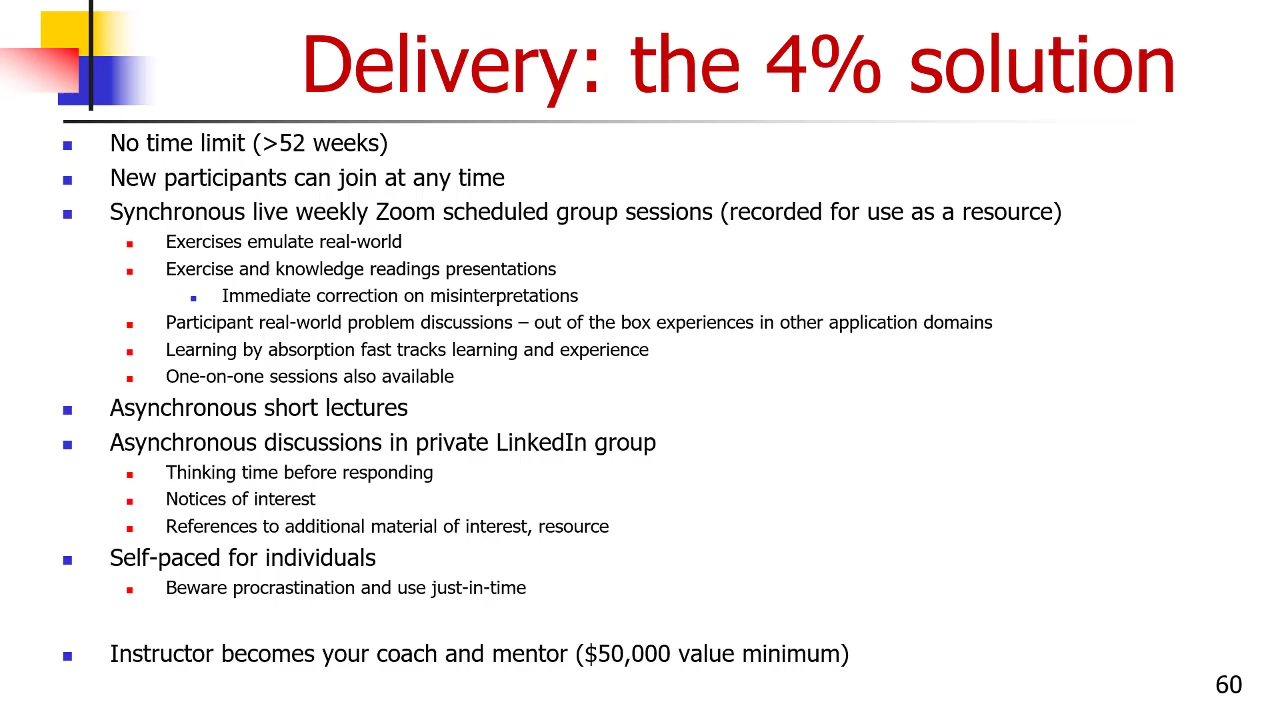 Delivery: the 4% solution
No time limit (>52 weeks)
New participants can join at any time
Synchronous live weekly Zoom scheduled group sessions (recorded for use as a resource)
Exercises emulate real-world
Exercise and knowledge readings presentations
Immediate correction on misinterpretations
Participant real-world problem discussions – out of the box experiences in other application domains
Learning by absorption fast tracks learning and experience
One-on-one sessions also available
Asynchronous short lectures
Asynchronous discussions in private LinkedIn group
Thinking time before responding
Notices of interest
References to additional material of interest, resource
Self-paced for individuals
Beware procrastination and use just-in-time
Instructor becomes your coach and mentor ($50,000 value minimum)
60